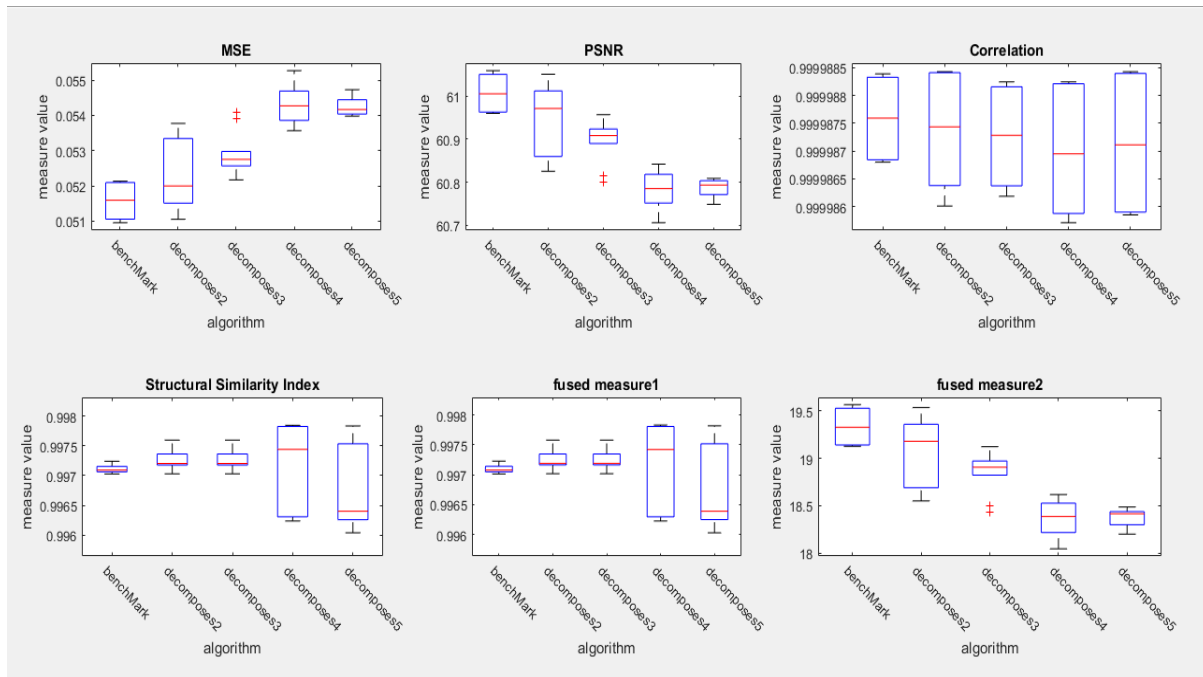 MSE
measure value
0.055
0.054
0.053
0.052
0.051
benchMark
decomposes2
decomposes3
decomposes4
decomposes5
algorithm
PSNR
measure value
61
60.9
60.8
60.7
benchMark
decomposes2
decomposes3
decomposes4
decomposes5
algorithm
Correlation
measure value
0.9999885
0.999988
0.9999875
0.999987
0.9999865
0.999986
benchMark
decomposes2
decomposes3
decomposes4
decomposes5
algorithm
Structural Similarity Index
measure value
0.998
0.9975
0.997
0.9965
0.996
benchMark
decomposes2
decomposes3
decomposes4
decomposes5
algorithm
fused measure1
measure value
0.998
0.9975
0.997
0.9965
0.996
benchMark
decomposes2
decomposes3
decomposes4
decomposes5
algorithm
fused measure2
measure value
19.5
19
18.5
18
benchMark
decomposes2
decomposes3
decomposes4
decomposes5
algorithm